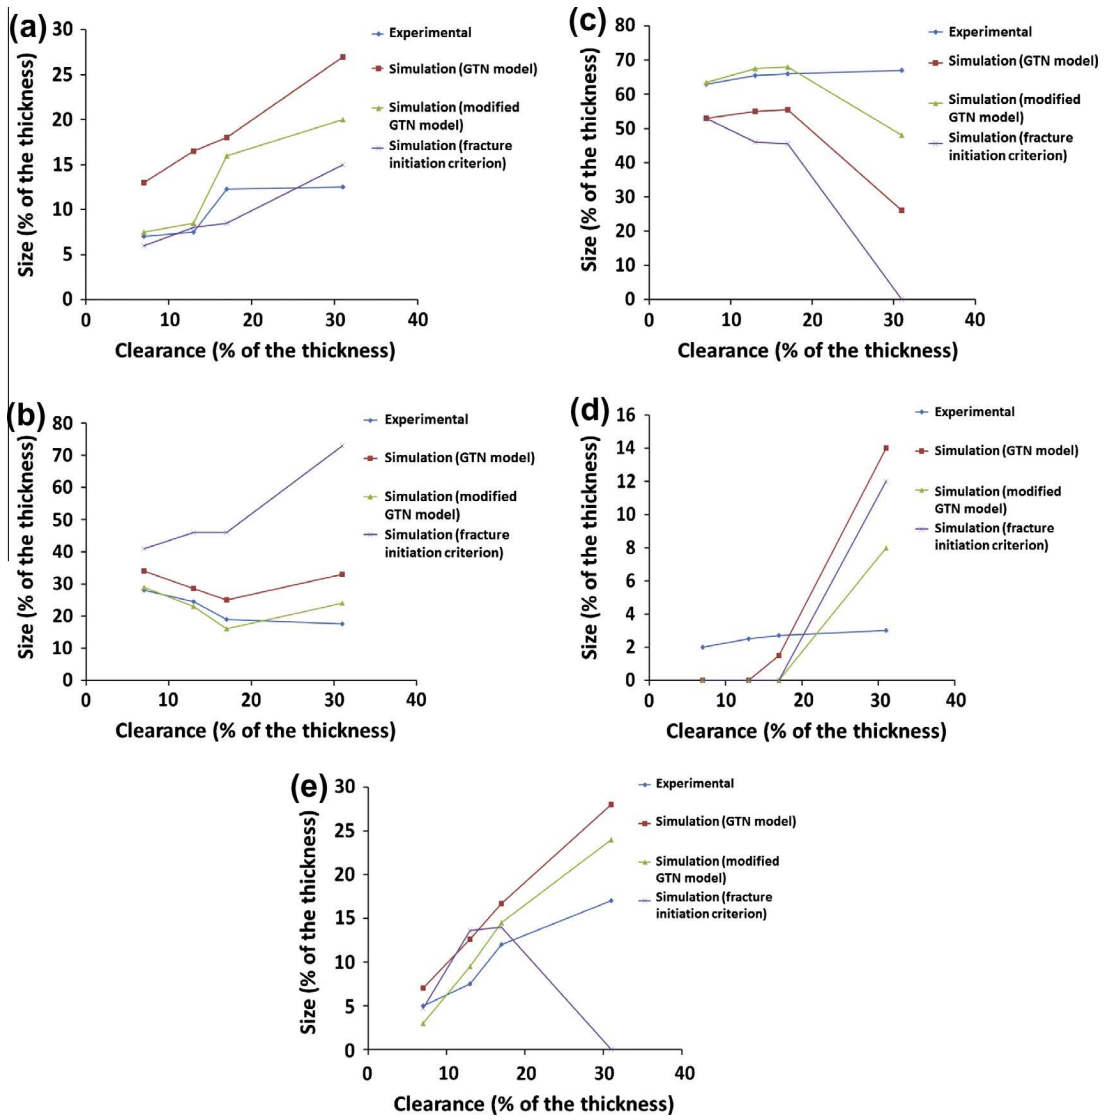 (a)
30
25
20
15
10
5
0
0 10 20 30 40
Size (% of the thickness)
Clearance (% of the thickness)
Experimental
Simulation (GTN model)
Simulation (modified
GTN model)
Simulation (fracture
initiation criterion)
(c)
80
70
60
50
40
30
20
10
0
0 10 20 30 40
Size (% of the thickness)
Clearance (% of the thickness)
Experimental
Simulation (GTN model)
Simulation (modified
GTN model)
Simulation (fracture
initiation criterion)
(b)
80
70
60
50
40
30
20
10
0
0 10 20 30 40
Size (% of the thickness)
Clearance (% of the thickness)
Experimental
Simulation (GTN model)
Simulation (modified
GTN model)
Simulation (fracture
initiation criterion)
(d)
16
14
12
10
8
6
4
2
0
0 10 20 30 40
Size (% of the thickness)
Clearance (% of the thickness)
Experimental
Simulation (GTN model)
Simulation (modified
GTN model)
Simulation (fracture
initiation criterion)
(e)
30
25
20
15
10
5
0
0 10 20 30 40
Size (% of the thickness)
Clearance (% of the thickness)
Experimental
Simulation (GTN model)
Simulation (modified
GTN model)
Simulation (fracture
initiation criterion)